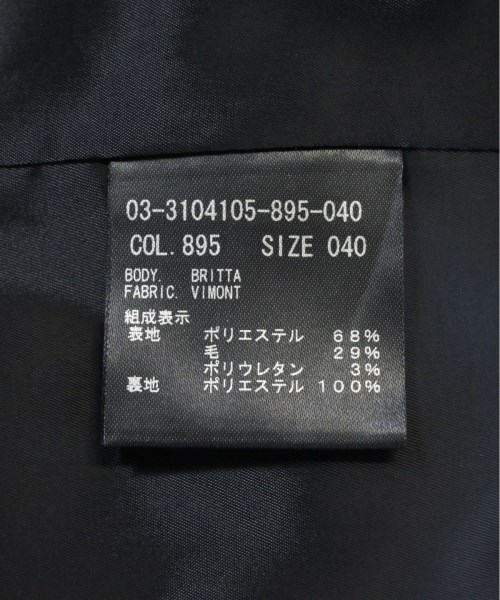 03-3104105-895-040
COL. 895 SIZE 040
BODY. BRITTA
FABRIC. VIMONT
組成表示
表地 ポリエステル 68%
毛 29%
ポリウレタン 3%
裏地 ポリエステル 100%